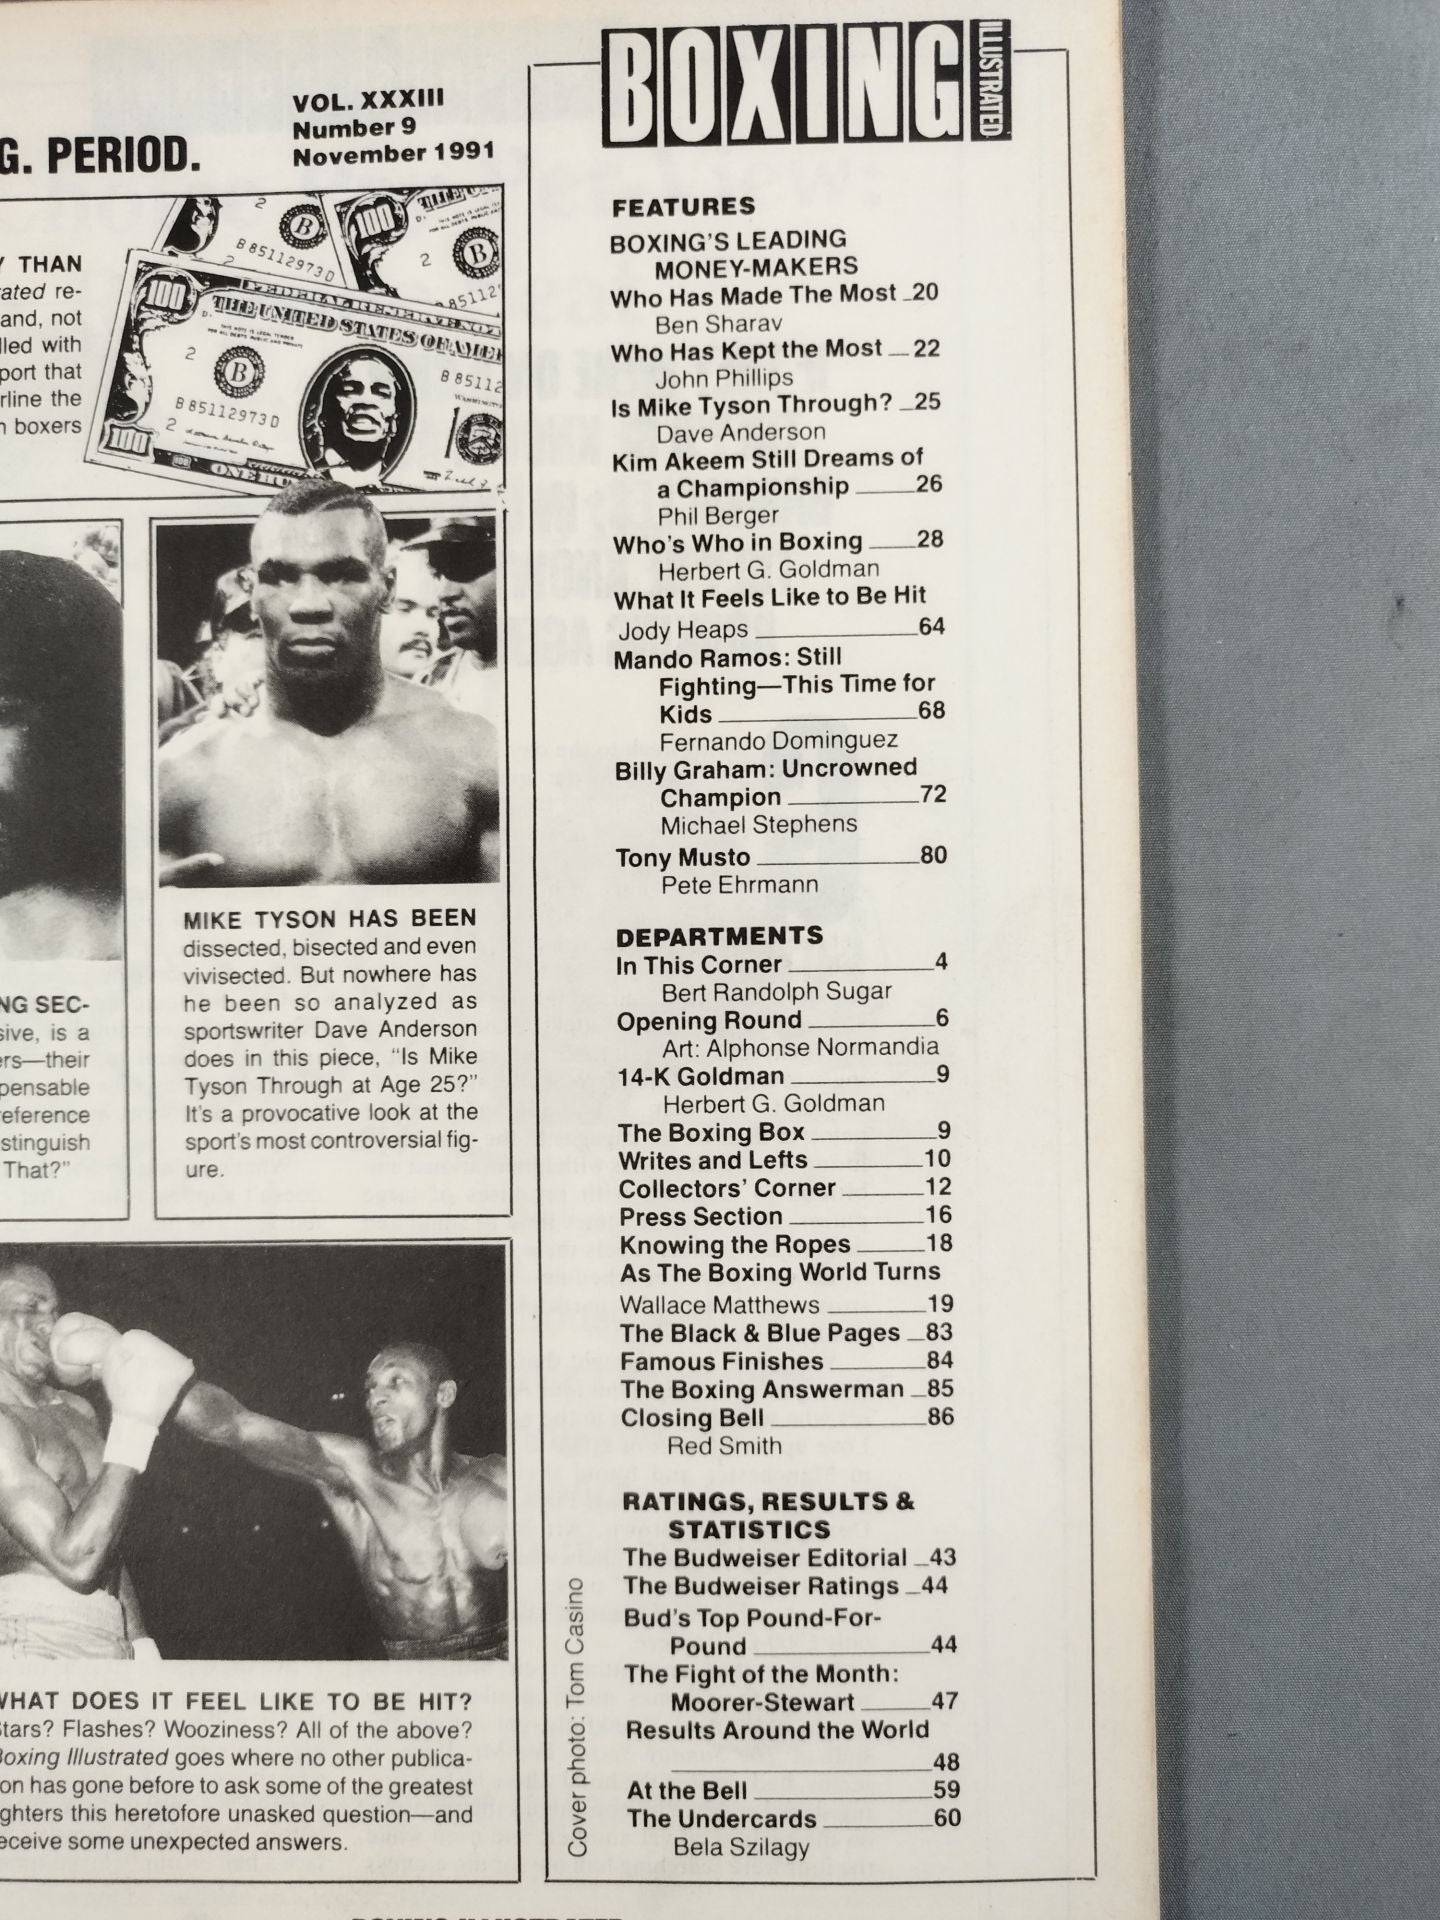 G. PERIOD.
VOL. XXXIII
Number 9
November 1991
BOXING
ILLUSTRATED
Y THAN
ated re-
and, not
lled with
port that
rline the
n boxers
100
FEDERAL RESERVE NOTE
THE UNITED STATES OF AMER
B 85112973 D
B 85112
B 85112973 D
NG SEC-
sive, is a
ers—their
pensable
reference
stinguish
That?"
MIKE TYSON HAS BEEN
dissected, bisected and even
vivisected. But nowhere has
he been so analyzed as
sportswriter Dave Anderson
does in this piece, "Is Mike
Tyson Through at Age 25?"
It's a provocative look at the
sport's most controversial fig-
ure.
WHAT DOES IT FEEL LIKE TO BE HIT?
Stars? Flashes? Wooziness? All of the above?
Boxing Illustrated goes where no other publica-
ion has gone before to ask some of the greatest
ighters this heretofore unasked question—and
eceive some unexpected answers.
FEATURES
BOXING'S LEADING
MONEY-MAKERS
Who Has Made The Most 20
Ben Sharav
Who Has Kept the Most 22
John Phillips
Is Mike Tyson Through? 25
Dave Anderson
Kim Akeem Still Dreams of
a Championship 26
Phil Berger
Who's Who in Boxing 28
Herbert G. Goldman
What It Feels Like to Be Hit
Jody Heaps 64
Mando Ramos: Still
Fighting—This Time for
Kids 68
Fernando Dominguez
Billy Graham: Uncrowned
Champion 72
Michael Stephens
Tony Musto 80
Pete Ehrmann
DEPARTMENTS
In This Corner 4
Bert Randolph Sugar
Opening Round 6
Art: Alphonse Normandia
14-K Goldman 9
Herbert G. Goldman
The Boxing Box 9
Writes and Lefts 10
Collectors' Corner 12
Press Section 16
Knowing the Ropes 18
As The Boxing World Turns
Wallace Matthews 19
The Black & Blue Pages 83
Famous Finishes 84
The Boxing Answerman 85
Closing Bell 86
Red Smith
RATINGS, RESULTS &
STATISTICS
The Budweiser Editorial 43
The Budweiser Ratings 44
Bud's Top Pound-For-
Pound 44
The Fight of the Month:
Moorer-Stewart 47
Results Around the World
48
At the Bell 59
The Undercards 60
Bela Szilagy
Cover photo: Tom Casino